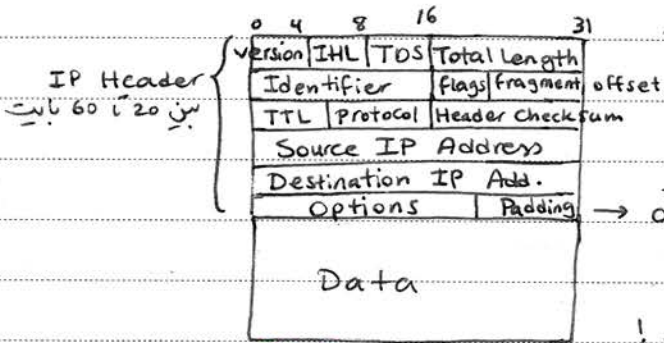 0 4 8 16 31
version IHL TOS Total Length
IP Header
Identifier flags fragment offset
بین 20 تا 60 بایت
TTL Protocol Header checksum
Source IP Address
Destination IP Add.
Options Padding →
Data
!